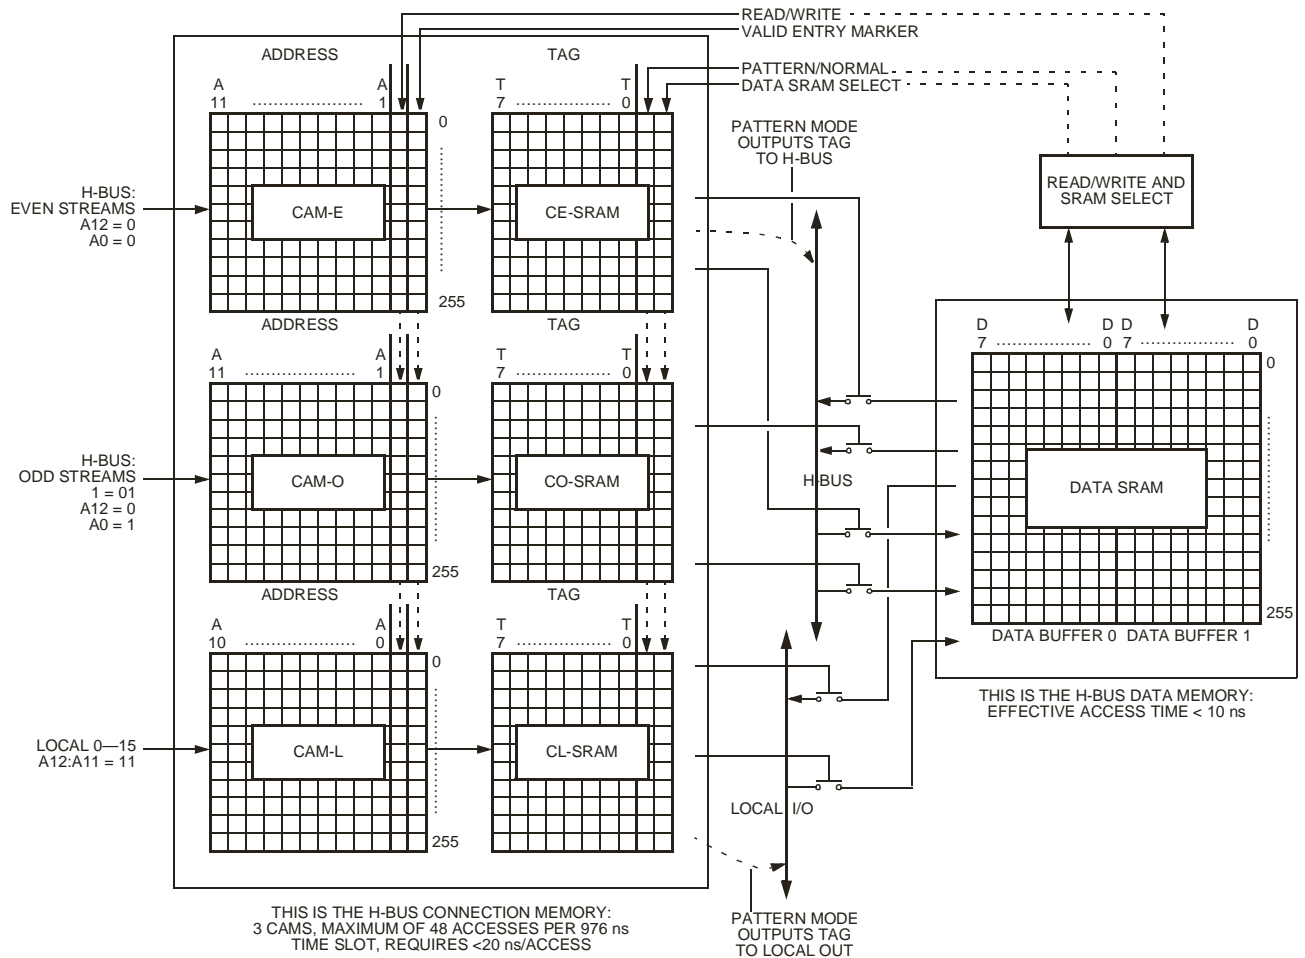 READ/WRITE
VALID ENTRY MARKER
PATTERN/NORMAL
DATA SRAM SELECT
ADDRESS
TAG
A
11
A
1
T
7
T
0
0
255
H-BUS:
EVEN STREAMS
A12 = 0
A0 = 0
CAM-E
CE-SRAM
PATTERN MODE
OUTPUTS TAG
TO H-BUS
READ/WRITE AND
SRAM SELECT
ADDRESS
TAG
A
11
A
1
T
7
T
0
0
255
H-BUS:
ODD STREAMS
1 = 01
A12 = 0
A0 = 1
CAM-O
CO-SRAM
H-BUS
D
7
D
0
D
7
D
0
0
255
DATA SRAM
DATA BUFFER 0
DATA BUFFER 1
THIS IS THE H-BUS DATA MEMORY:
EFFECTIVE ACCESS TIME < 10 ns
ADDRESS
TAG
A
10
A
0
T
7
T
0
0
255
LOCAL 0—15
A12:A11 = 11
CAM-L
CL-SRAM
LOCAL I/O
PATTERN MODE
OUTPUTS TAG
TO LOCAL OUT
THIS IS THE H-BUS CONNECTION MEMORY:
3 CAMS, MAXIMUM OF 48 ACCESSES PER 976 ns
TIME SLOT, REQUIRES <20 ns/ACCESS